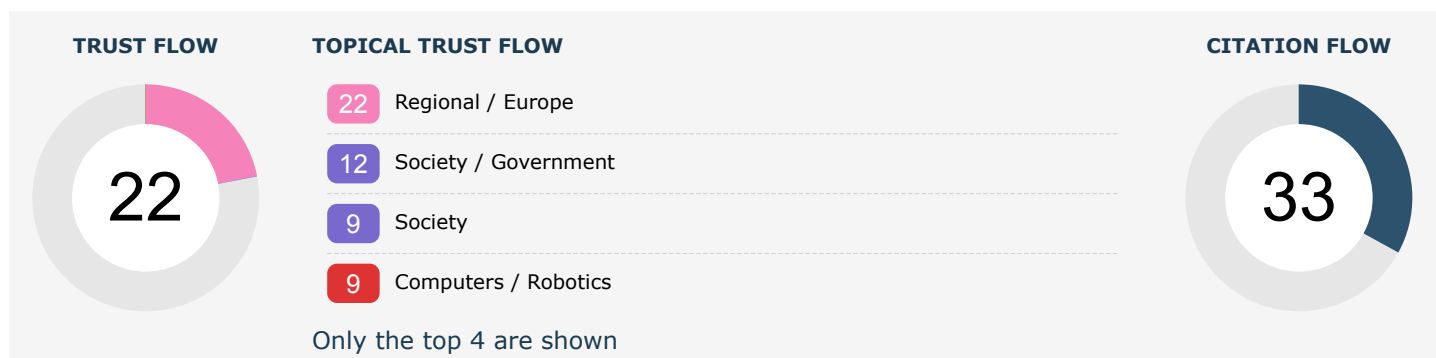 TRUST FLOW
22
TOPICAL TRUST FLOW
22 Regional / Europe
12 Society / Government
9 Society
9 Computers / Robotics
Only the top 4 are shown
CITATION FLOW
33